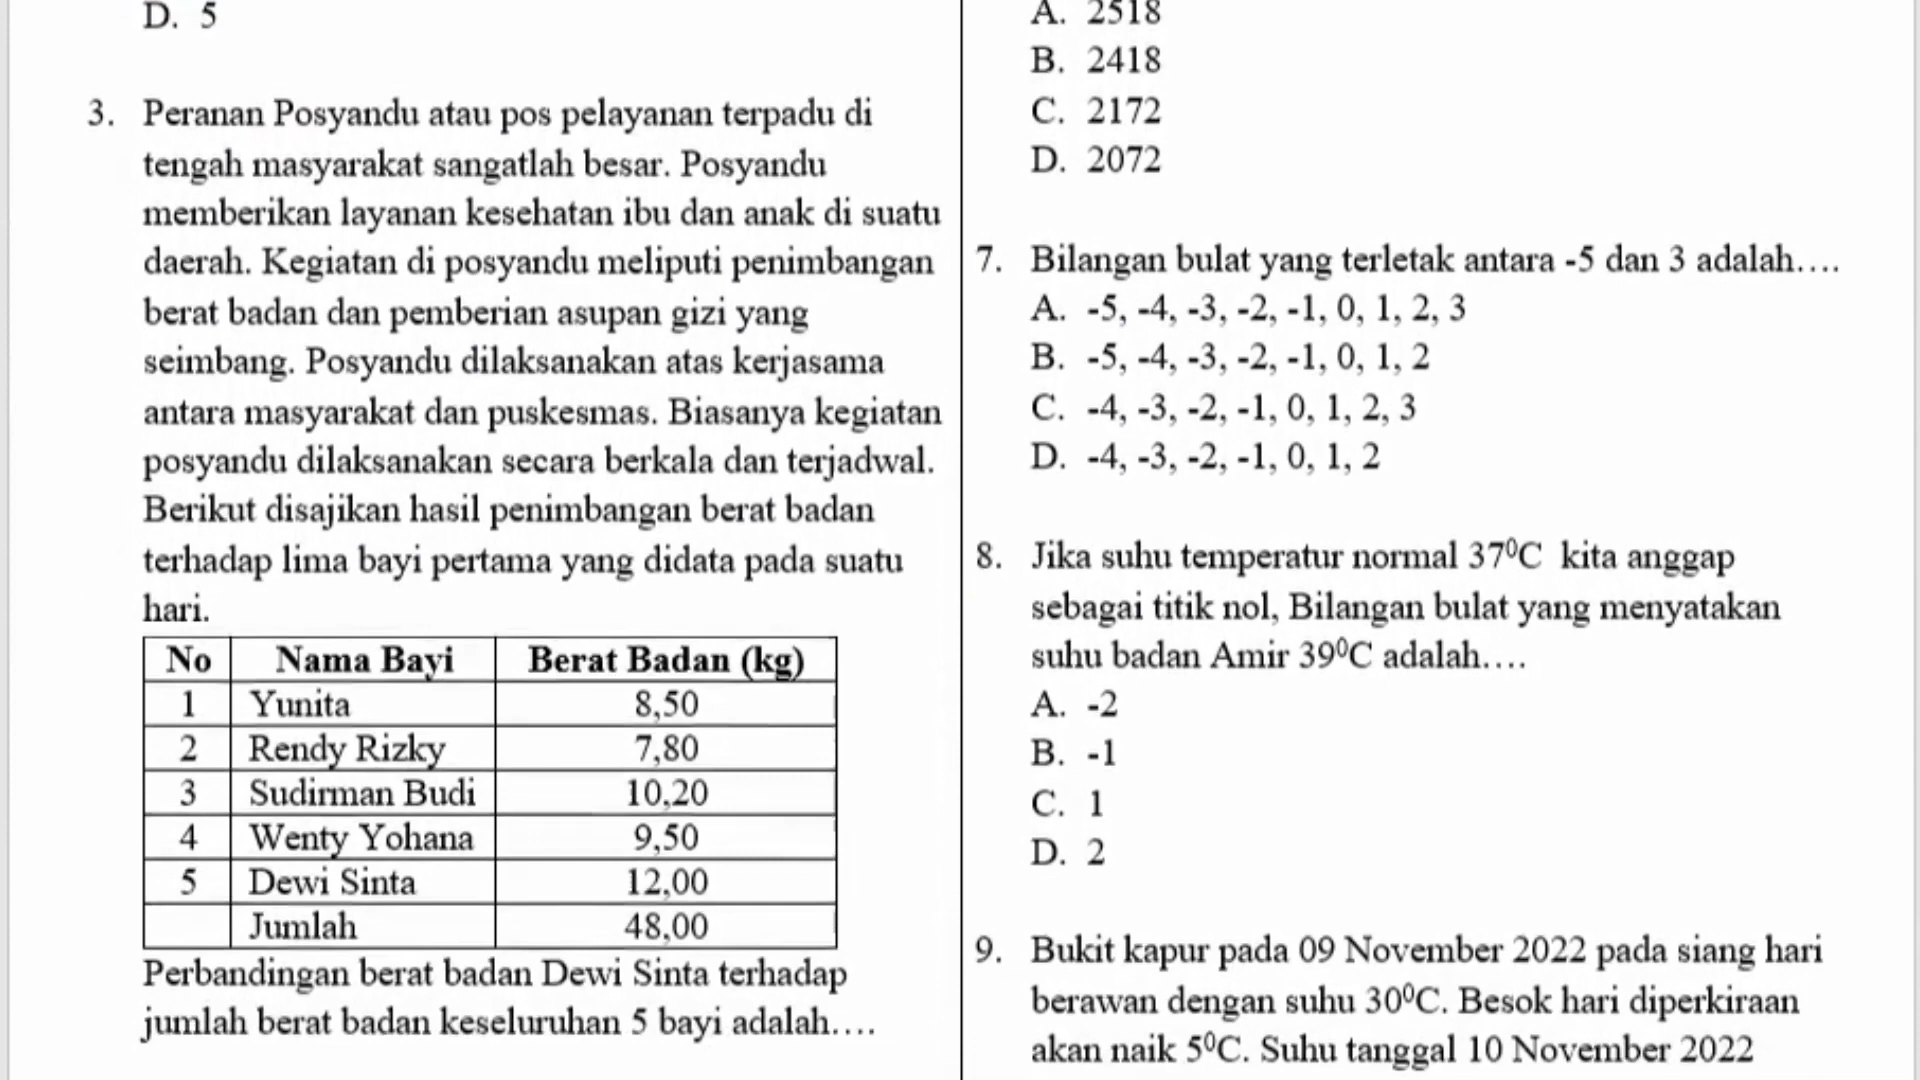 D. 5
3. Peranan Posyandu atau pos pelayanan terpadu di
tengah masyarakat sangatlah besar. Posyandu
memberikan layanan kesehatan ibu dan anak di suatu
daerah. Kegiatan di posyandu meliputi penimbangan
berat badan dan pemberian asupan gizi yang
seimbang. Posyandu dilaksanakan atas kerjasama
antara masyarakat dan puskesmas. Biasanya kegiatan
posyandu dilaksanakan secara berkala dan terjadwal.
Berikut disajikan hasil penimbangan berat badan
terhadap lima bayi pertama yang didata pada suatu
hari.
No Nama Bayi Berat Badan (kg)
1 Yunita 8,50
2 Rendy Rizky 7,80
3 Sudirman Budi 10,20
4 Wenty Yohana 9,50
5 Dewi Sinta 12,00
Jumlah 48,00
Perbandingan berat badan Dewi Sinta terhadap
jumlah berat badan keseluruhan 5 bayi adalah….
A. 2518
B. 2418
C. 2172
D. 2072
7. Bilangan bulat yang terletak antara -5 dan 3 adalah….
A. -5, -4, -3, -2, -1, 0, 1, 2, 3
B. -5, -4, -3, -2, -1, 0, 1, 2
C. -4, -3, -2, -1, 0, 1, 2, 3
D. -4, -3, -2, -1, 0, 1, 2
8. Jika suhu temperatur normal 37⁰C kita anggap
sebagai titik nol, Bilangan bulat yang menyatakan
suhu badan Amir 39⁰C adalah….
A. -2
B. -1
C. 1
D. 2
9. Bukit kapur pada 09 November 2022 pada siang hari
berawan dengan suhu 30⁰C. Besok hari diperkiraan
akan naik 5⁰C. Suhu tanggal 10 November 2022